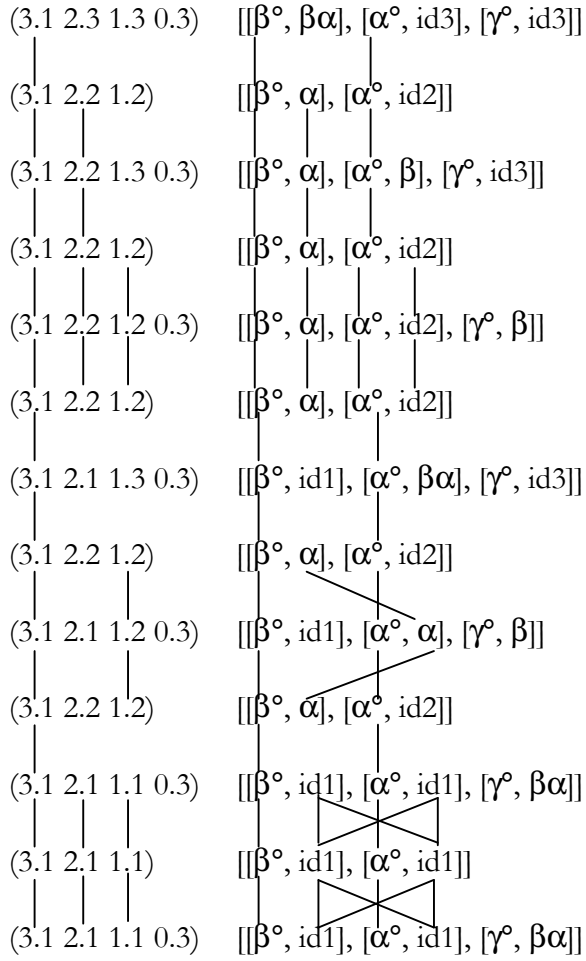 (3.1 2.3 1.3 0.3) [[β°, βα], [α°, id3], [γ°, id3]]
(3.1 2.2 1.2) [[β°, α], [α°, id2]]
(3.1 2.2 1.3 0.3) [[β°, α], [α°, β], [γ°, id3]]
(3.1 2.2 1.2) [[β°, α], [α°, id2]]
(3.1 2.2 1.2 0.3) [[β°, α], [α°, id2], [γ°, β]]
(3.1 2.2 1.2) [[β°, α], [α°, id2]]
(3.1 2.1 1.3 0.3) [[β°, id1], [α°, βα], [γ°, id3]]
(3.1 2.2 1.2) [[β°, α], [α°, id2]]
(3.1 2.1 1.2 0.3) [[β°, id1], [α°, α], [γ°, β]]
(3.1 2.2 1.2) [[β°, α], [α°, id2]]
(3.1 2.1 1.1 0.3) [[β°, id1], [α°, id1], [γ°, βα]]
(3.1 2.1 1.1) [[β°, id1], [α°, id1]]
(3.1 2.1 1.1 0.3) [[β°, id1], [α°, id1], [γ°, βα]]